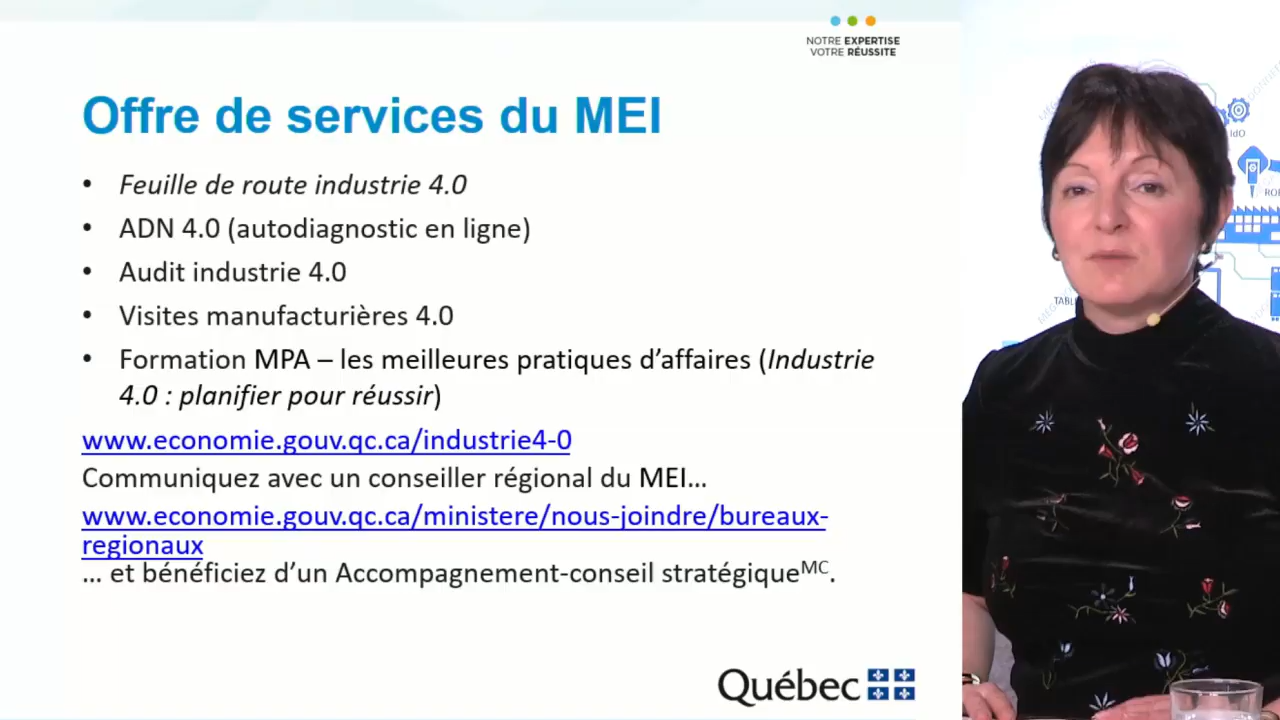 NOTRE EXPERTISE
VOTRE RÉUSSITE
Offre de services du MEI
• Feuille de route industrie 4.0
• ADN 4.0 (autodiagnostic en ligne)
• Audit industrie 4.0
• Visites manufacturières 4.0
• Formation MPA – les meilleures pratiques d’affaires (Industrie
4.0 : planifier pour réussir)
www.economie.gouv.qc.ca/industrie4-0
Communiquez avec un conseiller régional du MEI…
www.economie.gouv.qc.ca/ministere/nous-joindre/bureaux-
regionaux
… et bénéficiez d’un Accompagnement-conseil stratégiqueᴹᶜ.
Québec
IdO